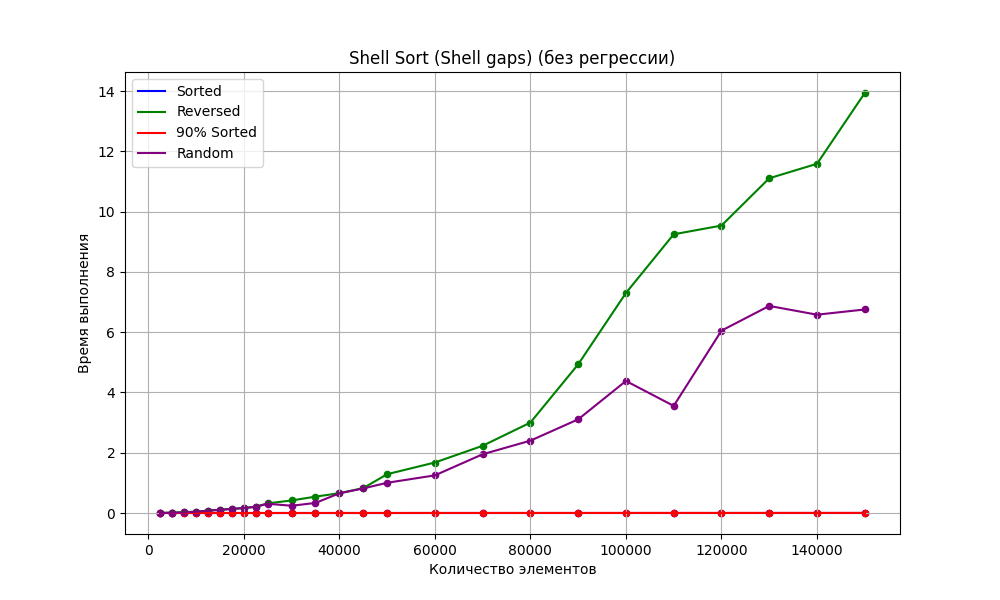 Shell Sort (Shell gaps) (без регрессии)
Sorted
Reversed
90% Sorted
Random
14
12
10
8
6
4
2
0
Время выполнения
0 20000 40000 60000 80000 100000 120000 140000
Количество элементов